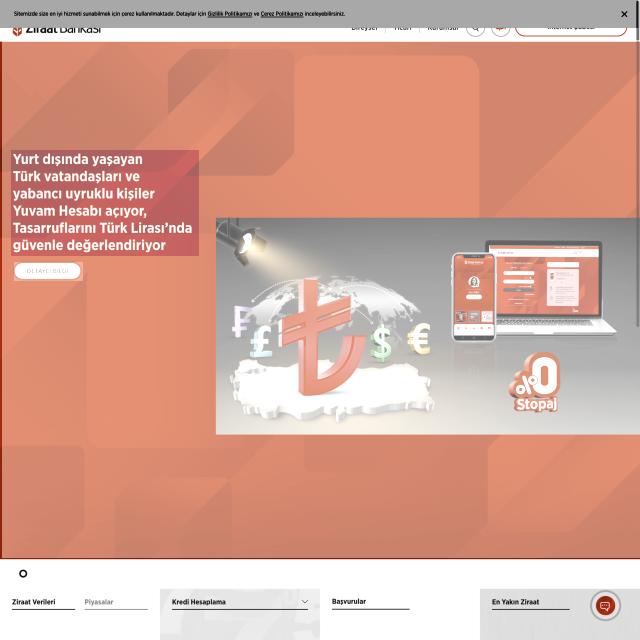 Sitemizde size en iyi hizmeti sunabilmek için çerez kullanılmaktadır. Detaylar için Gizlilik Politikamızı ve Çerez Politikamızı inceleyebilirsiniz.
Ziraat Bankası
Bireysel Ticari Kurumsal
Yurt dışında yaşayan
Türk vatandaşları ve
yabancı uyruklu kişiler
Yuvam Hesabı açıyor,
Tasarruflarını Türk Lirası’nda
güvenle değerlendiriyor
DETAYLI BİLGİ
₽ £ ₺ $ €
%0
Stopaj
Ziraat Verileri
Piyasalar
Kredi Hesaplama
Başvurular
En Yakın Ziraat